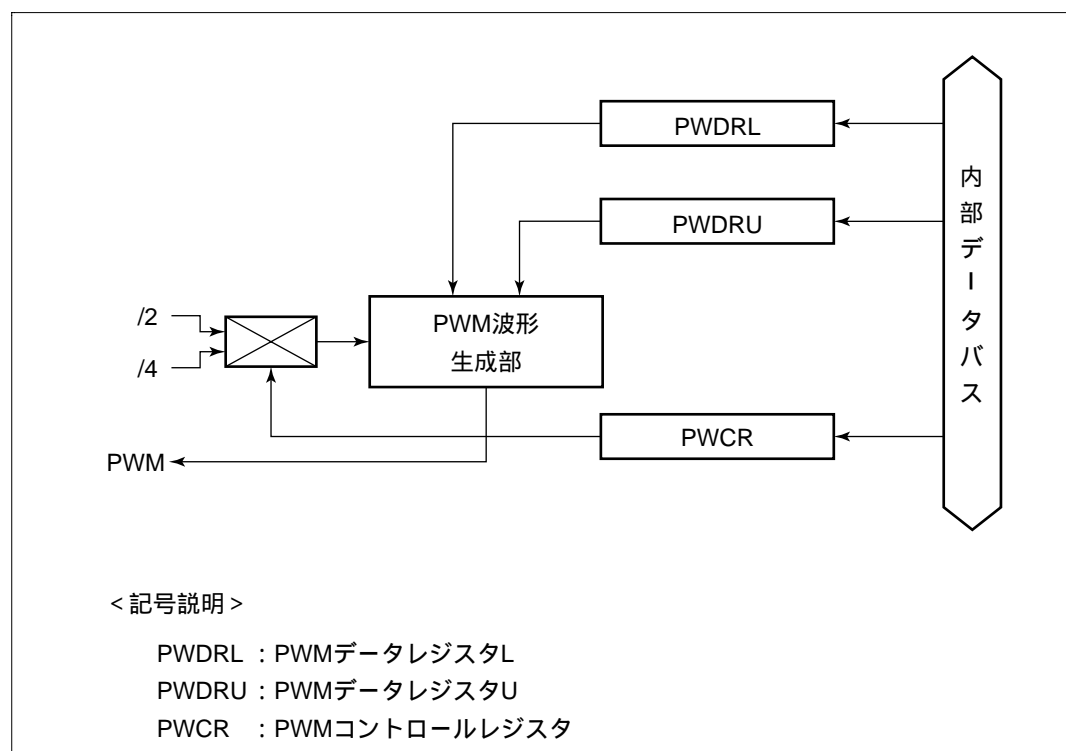 PWDRL
PWDRU
内部データバス
/2
/4
PWM波形
生成部
PWCR
PWM
<記号説明>
PWDRL :PWMデータレジスタL
PWDRU :PWMデータレジスタU
PWCR :PWMコントロールレジスタ